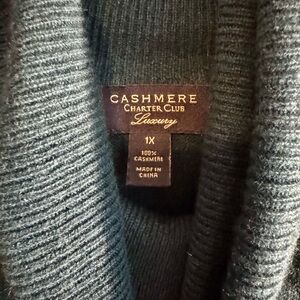 CASHMERE
CHARTER CLUB
Luxury
1X
100%
CASHMERE
MADE IN
CHINA